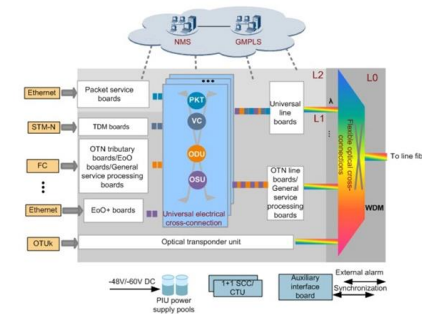 NMS
GMPLS
L2
L0
Ethernet
Packet service
boards
PKT
Universal
line
boards
λ
L1
STM-N
TDM boards
VC
FC
OTN tributary
boards/EoO
boards/General
service processing
boards
ODU
OSU
OTN line
boards/
General
service
processing
boards
Flexible optical cross-
connections
To line fib
Ethernet
EoO+ boards
Universal electrical
cross-connection
WDM
OTUk
Optical transponder unit
-48V/-60V DC
PIU power
supply pools
1+1 SCC/
CTU
Auxiliary
interface
board
External alarm
Synchronization